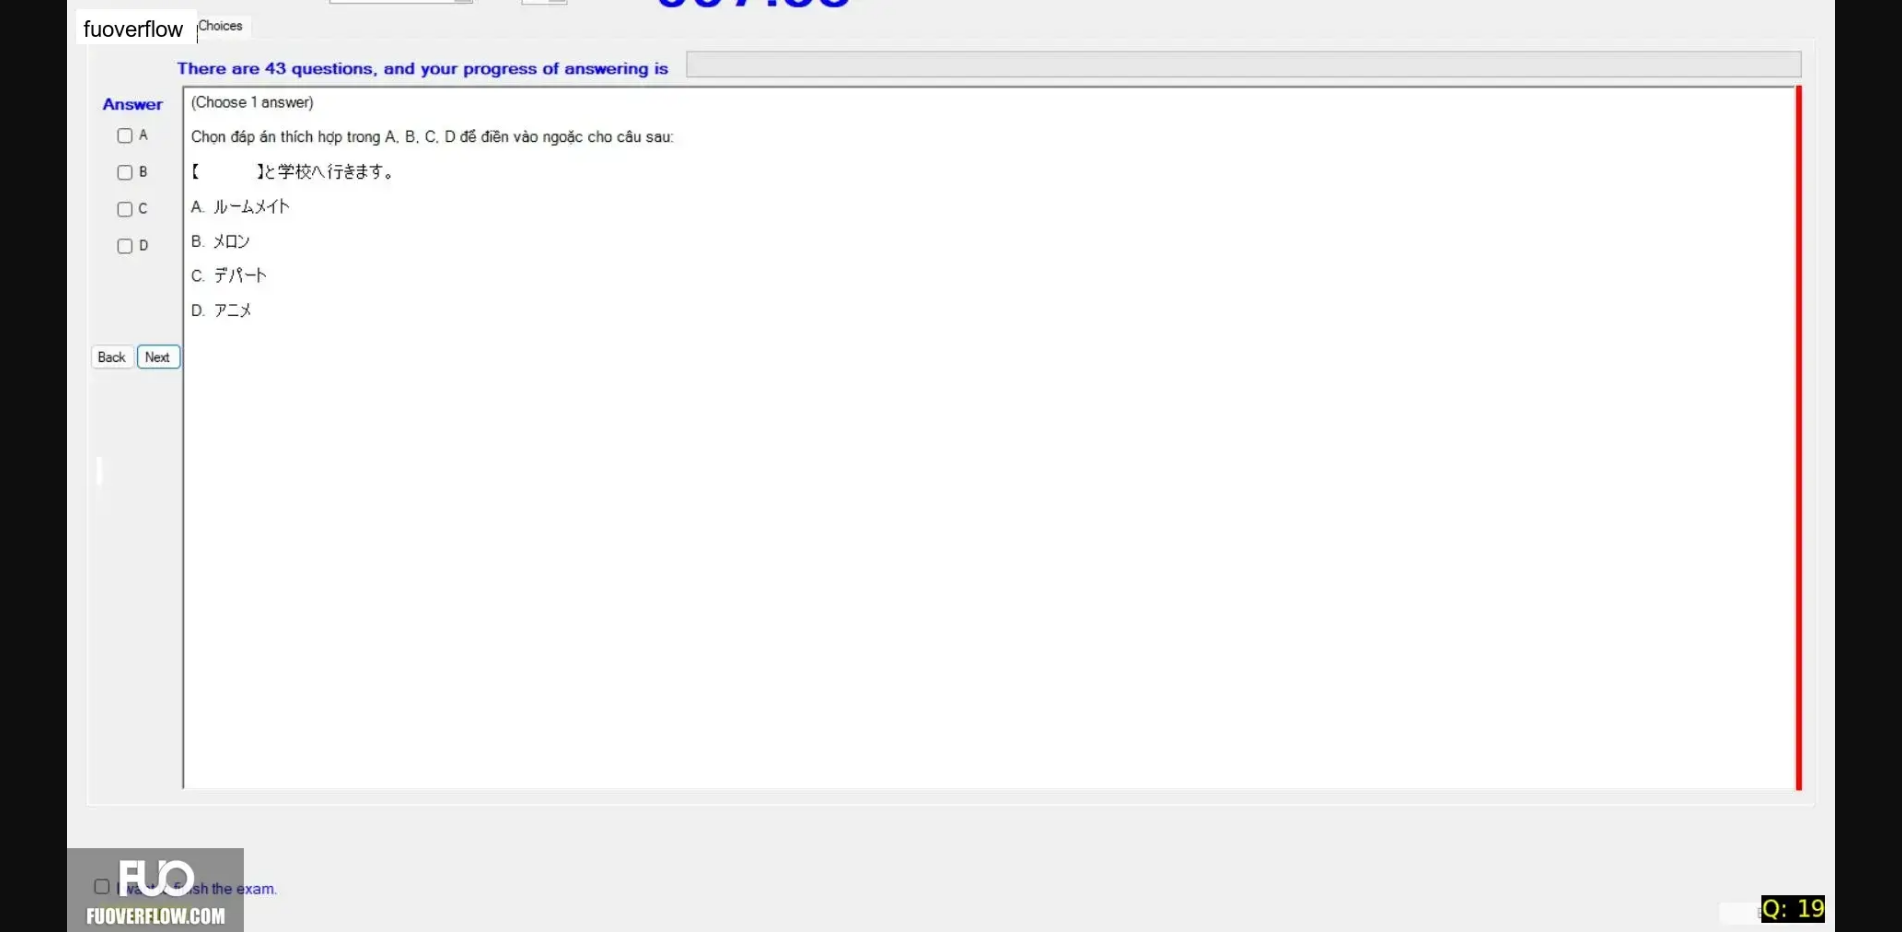 fuoverflow
Choices
There are 43 questions, and your progress of answering is
Answer
(Choose 1 answer)
A
Chọn đáp án thích hợp trong A, B, C, D để điền vào ngoặc cho câu sau:
B
【 】と学校へ行きます。
C
A. ルームメイト
D
B. メロン
C. デパート
D. アニメ
Back Next
FUO
finish the exam.
FUOVERFLOW.COM
Q: 19